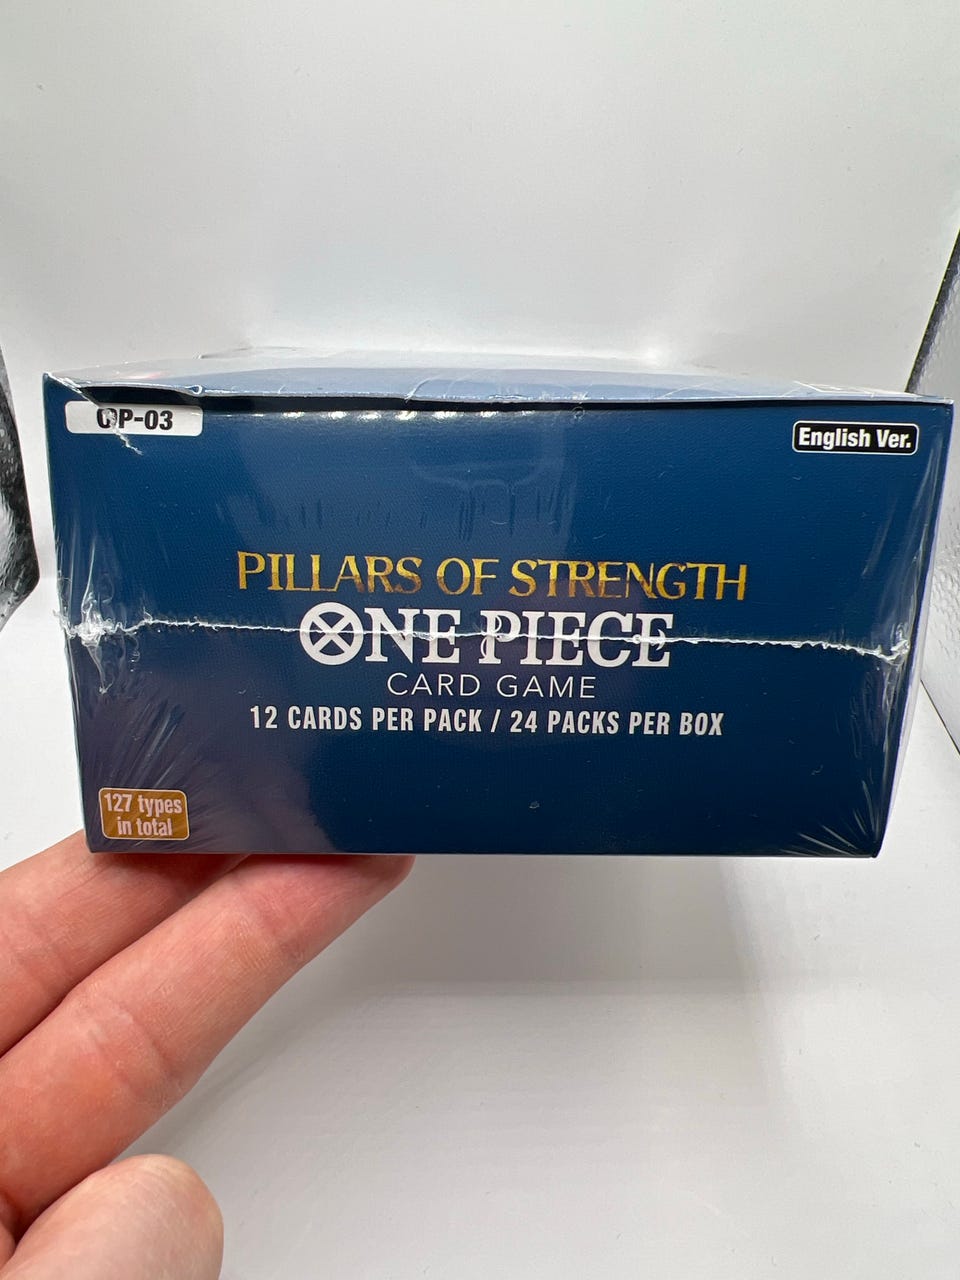 OP-03
English Ver.
PILLARS OF STRENGTH
ONE PIECE
CARD GAME
12 CARDS PER PACK / 24 PACKS PER BOX
127 types
in total